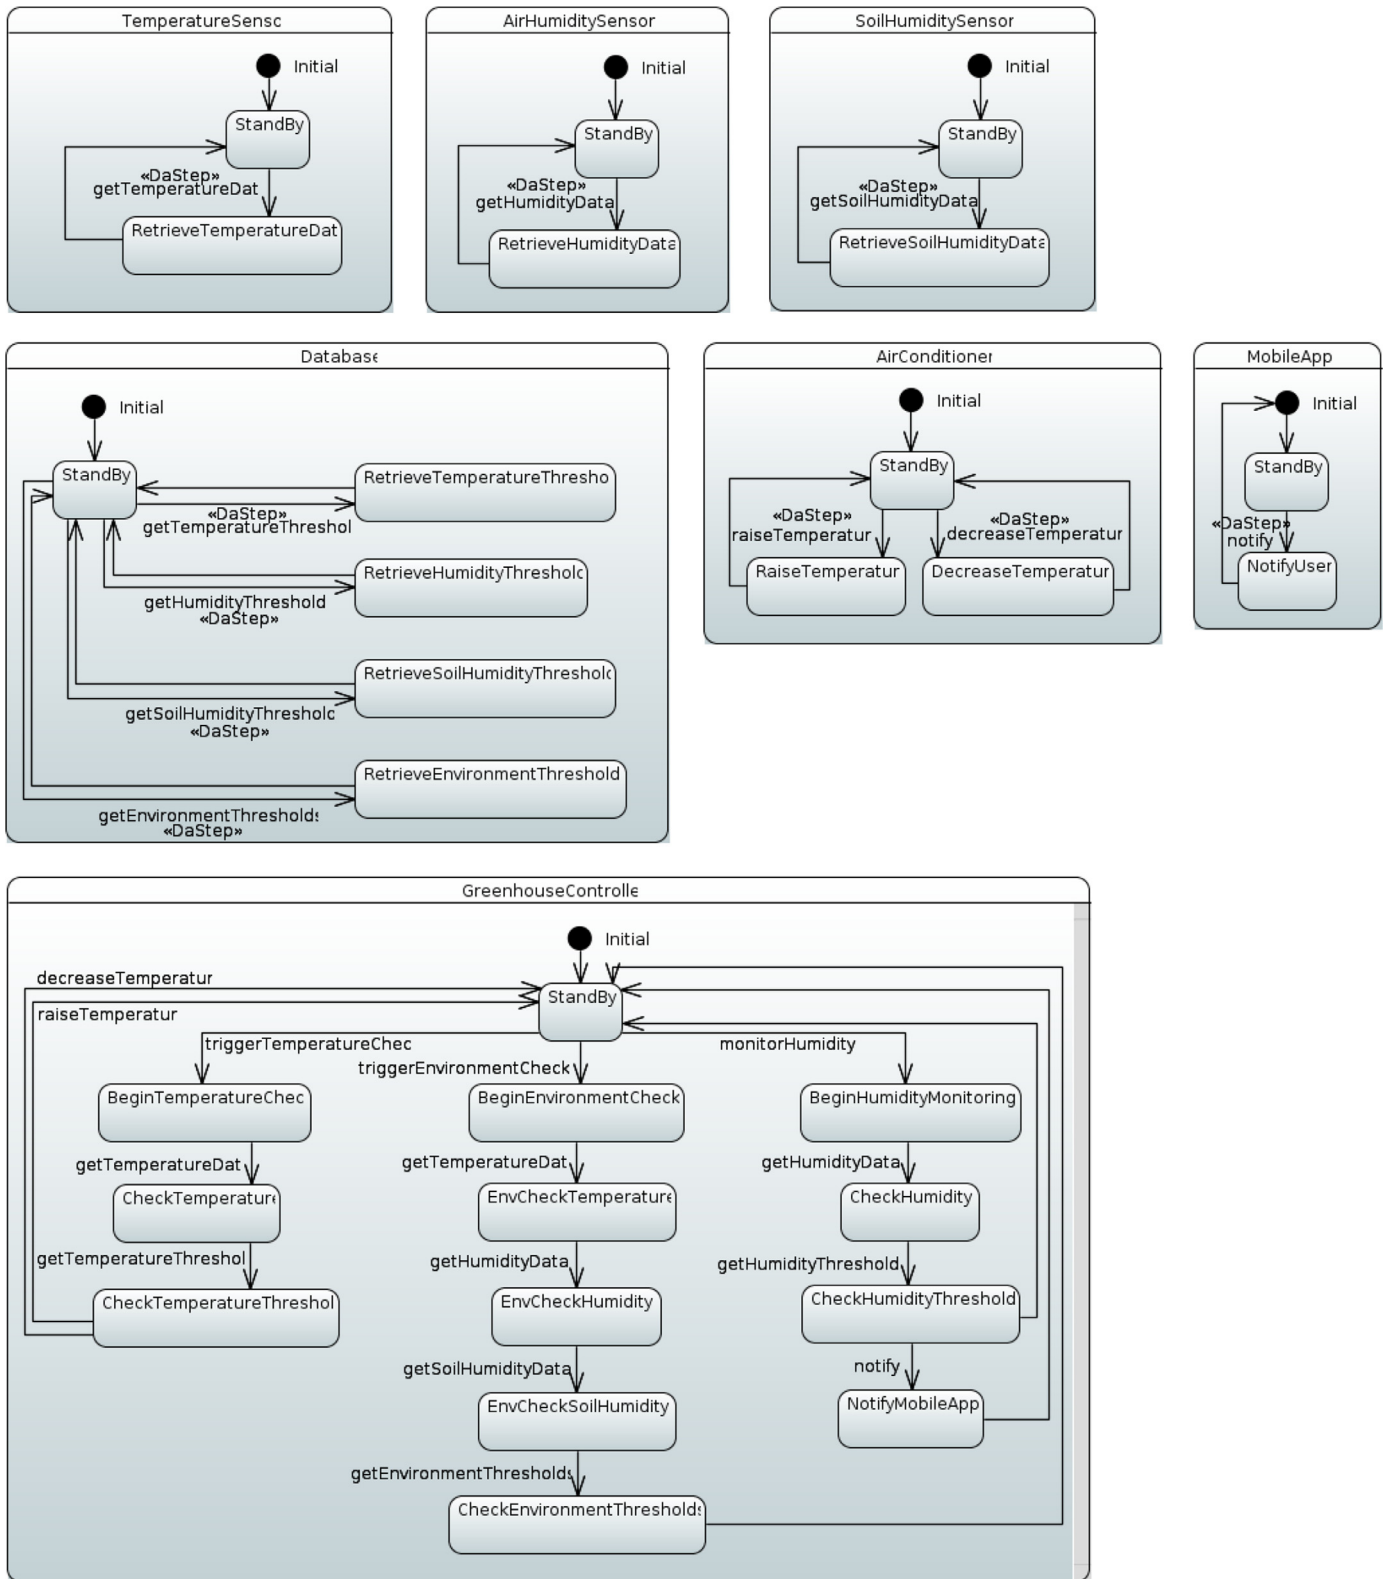 TemperatureSensc
Initial
StandBy
«DaStep»
getTemperatureDat
RetrieveTemperatureDat
AirHumiditySensor
Initial
StandBy
«DaStep»
getHumidityData
RetrieveHumidityData
SoilHumiditySensor
Initial
StandBy
«DaStep»
getSoilHumidityData
RetrieveSoilHumidityData
Database
Initial
StandBy
RetrieveTemperatureThresho
«DaStep»
getTemperatureThreshol
RetrieveHumidityThreshold
getHumidityThreshold
«DaStep»
RetrieveSoilHumidityThreshold
getSoilHumidityThreshold
«DaStep»
RetrieveEnvironmentThreshold
getEnvironmentThresholds
«DaStep»
AirConditioner
Initial
StandBy
«DaStep»
raiseTemperatur
«DaStep»
decreaseTemperatur
RaiseTemperatur
DecreaseTemperatur
MobileApp
Initial
StandBy
«DaStep»
notify
NotifyUser
GreenhouseControlle
Initial
decreaseTemperatur
StandBy
raiseTemperatur
triggerTemperatureChec
monitorHumidity
triggerEnvironmentCheck
BeginTemperatureChec
BeginEnvironmentCheck
BeginHumidityMonitoring
getTemperatureDat
getTemperatureDat
getHumidityData
CheckTemperature
EnvCheckTemperature
CheckHumidity
getTemperatureThreshol
getHumidityData
getHumidityThreshold
CheckTemperatureThreshol
EnvCheckHumidity
CheckHumidityThreshold
getSoilHumidityData
notify
EnvCheckSoilHumidity
NotifyMobileApp
getEnvironmentThresholds
CheckEnvironmentThresholds